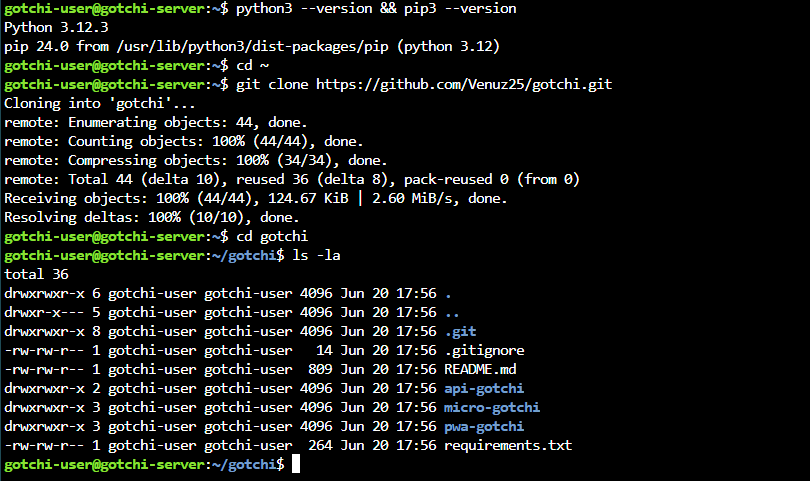 gotchi-user@gotchi-server:~$ python3 --version && pip3 --version
Python 3.12.3
pip 24.0 from /usr/lib/python3/dist-packages/pip (python 3.12)
gotchi-user@gotchi-server:~$ cd ~
gotchi-user@gotchi-server:~$ git clone https://github.com/Venuz25/gotchi.git
Cloning into 'gotchi'...
remote: Enumerating objects: 44, done.
remote: Counting objects: 100% (44/44), done.
remote: Compressing objects: 100% (34/34), done.
remote: Total 44 (delta 10), reused 36 (delta 8), pack-reused 0 (from 0)
Receiving objects: 100% (44/44), 124.67 KiB | 2.60 MiB/s, done.
Resolving deltas: 100% (10/10), done.
gotchi-user@gotchi-server:~$ cd gotchi
gotchi-user@gotchi-server:~/gotchi$ ls -la
total 36
drwxrwxr-x 6 gotchi-user gotchi-user 4096 Jun 20 17:56 .
drwxr-x--- 5 gotchi-user gotchi-user 4096 Jun 20 17:56 ..
drwxrwxr-x 8 gotchi-user gotchi-user 4096 Jun 20 17:56 .git
-rw-rw-r-- 1 gotchi-user gotchi-user   14 Jun 20 17:56 .gitignore
-rw-rw-r-- 1 gotchi-user gotchi-user  809 Jun 20 17:56 README.md
drwxrwxr-x 2 gotchi-user gotchi-user 4096 Jun 20 17:56 api-gotchi
drwxrwxr-x 3 gotchi-user gotchi-user 4096 Jun 20 17:56 micro-gotchi
drwxrwxr-x 3 gotchi-user gotchi-user 4096 Jun 20 17:56 pwa-gotchi
-rw-rw-r-- 1 gotchi-user gotchi-user  264 Jun 20 17:56 requirements.txt
gotchi-user@gotchi-server:~/gotchi$